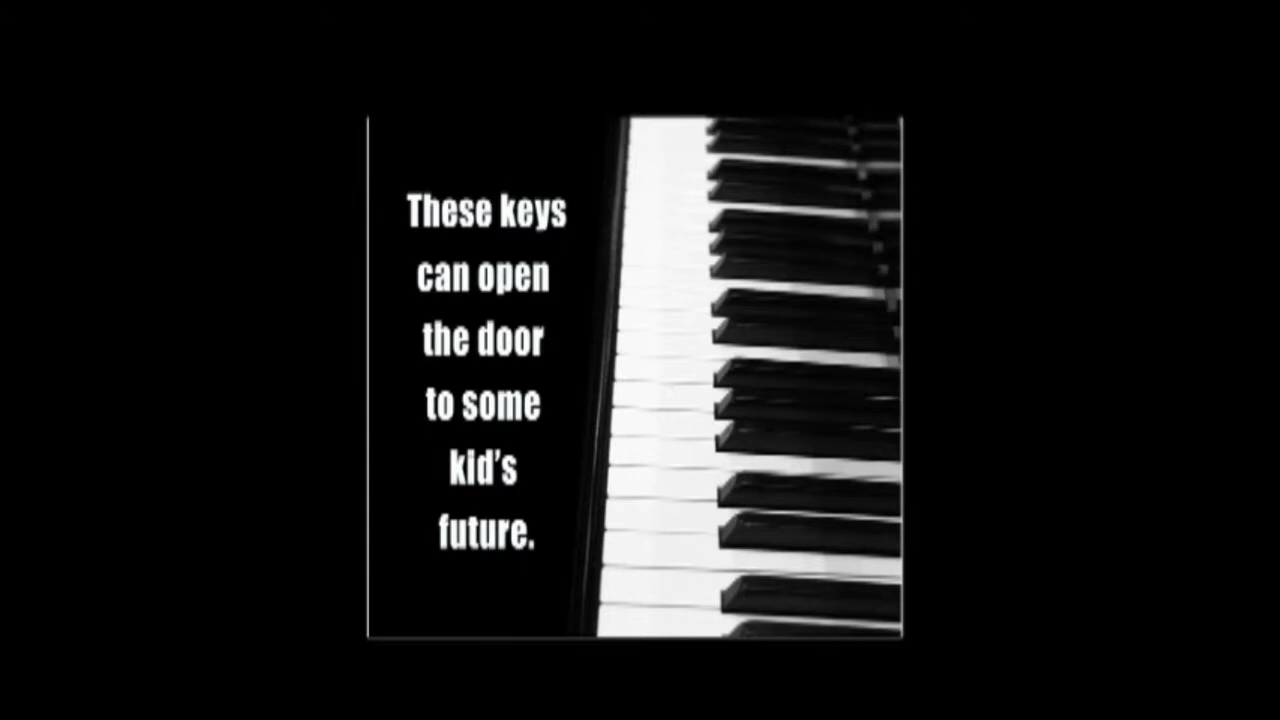 These keys
can open
the door
to some
kid's
future.